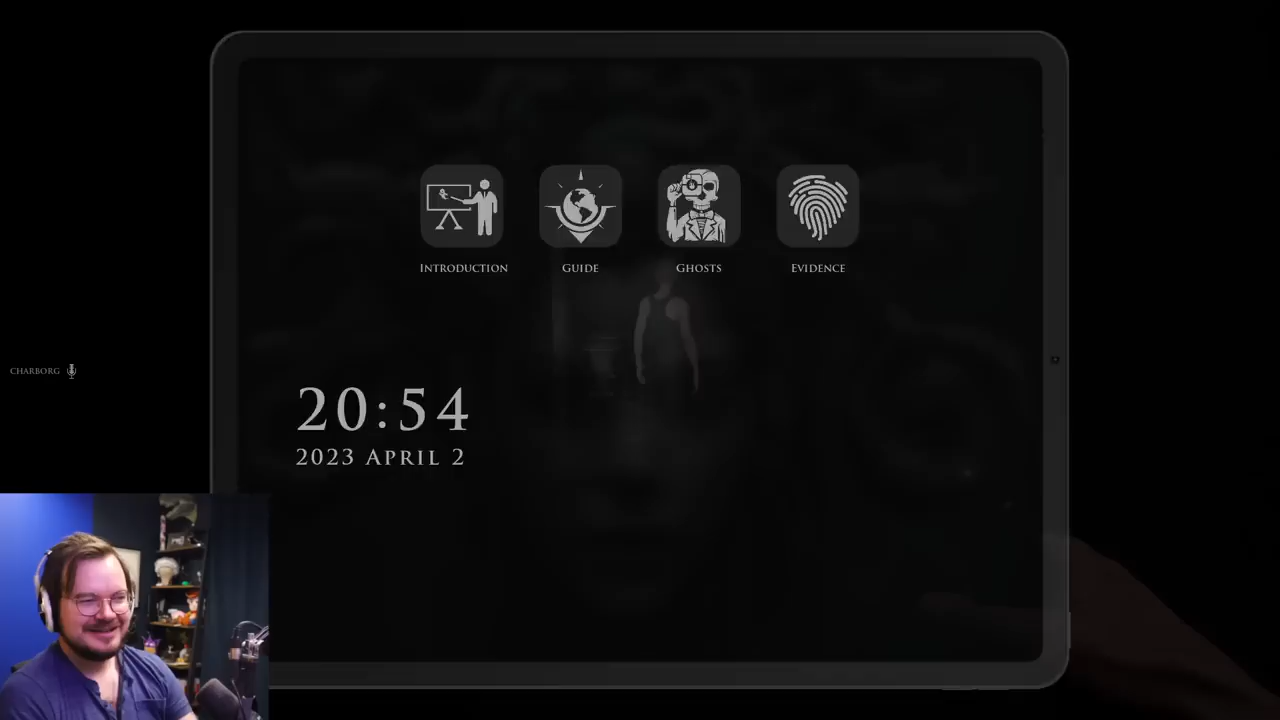 INTRODUCTION
GUIDE
GHOSTS
EVIDENCE
CHARBORG
20:54
2023 APRIL 2